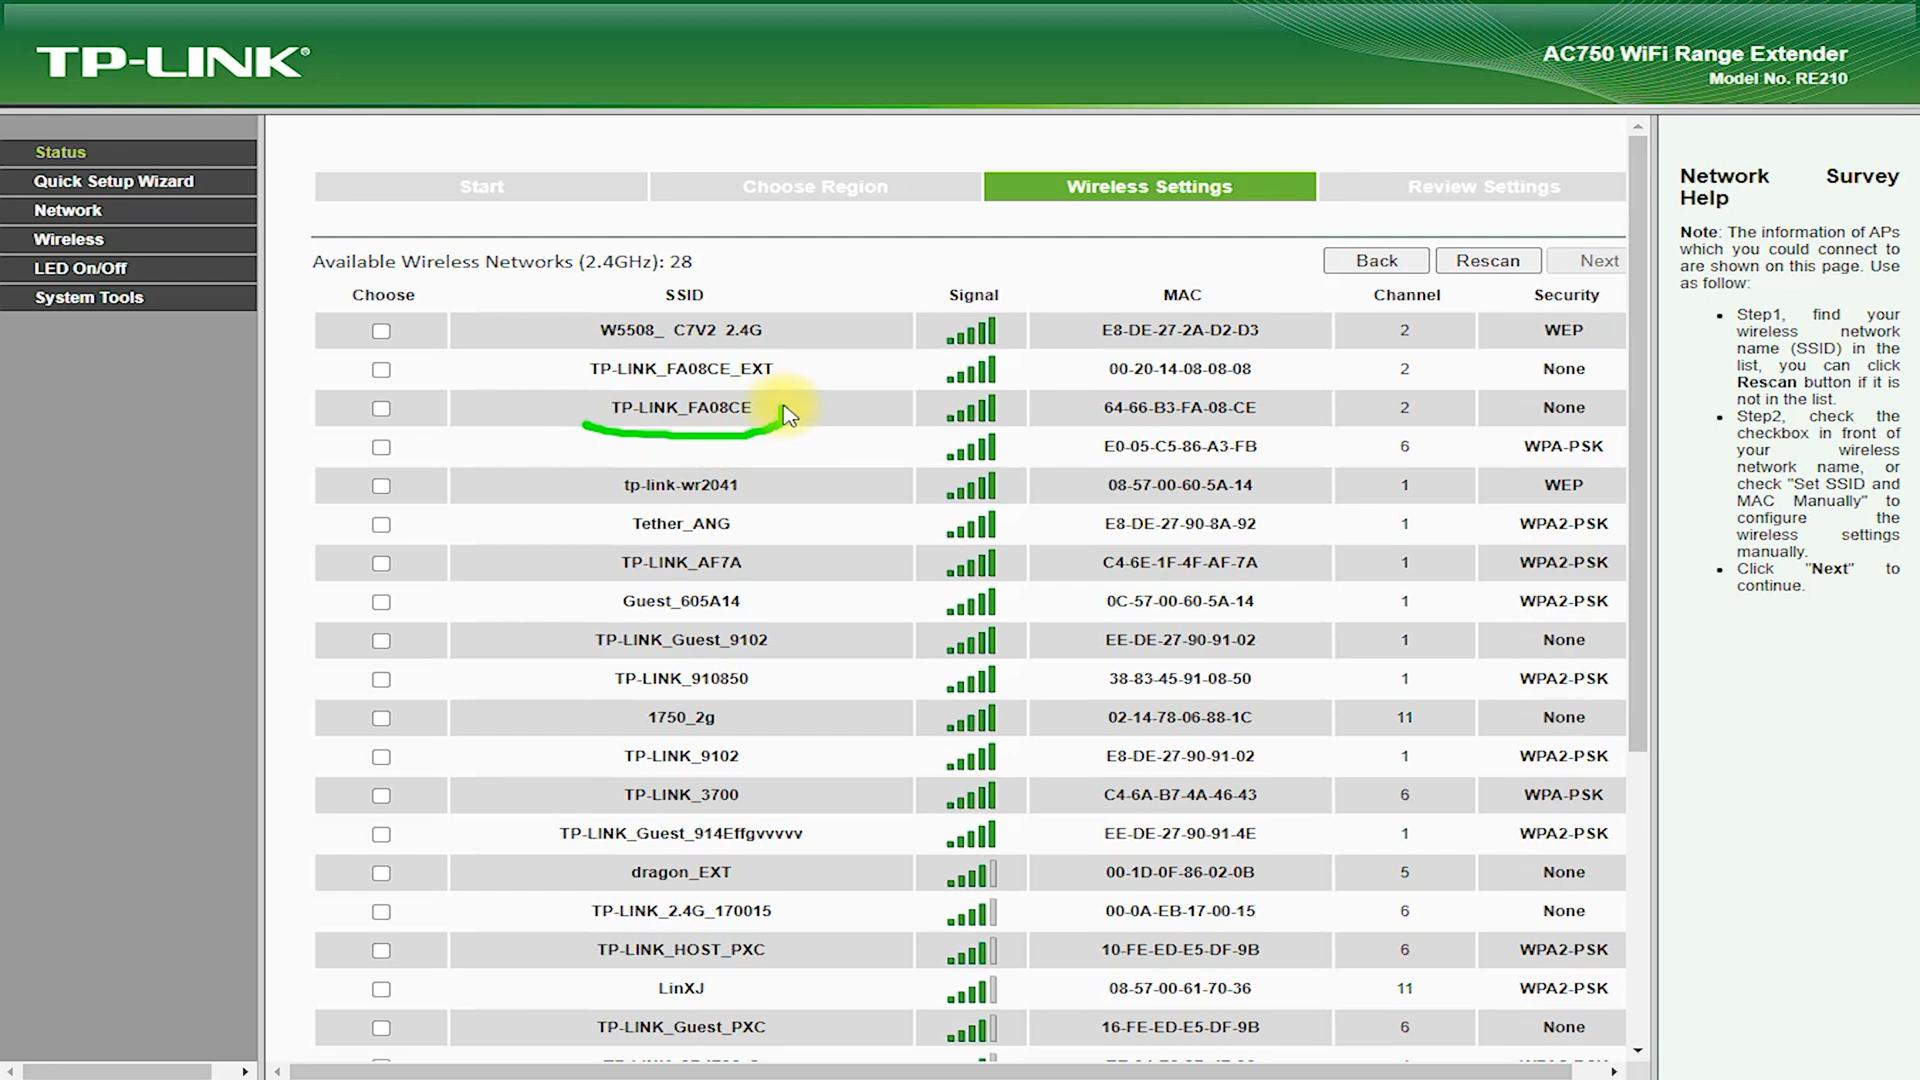 TP-LINK®
AC750 WiFi Range Extender
Model No. RE210
Status
Quick Setup Wizard
Network
Wireless
LED On/Off
System Tools
Start Choose Region Wireless Settings Review Settings
Available Wireless Networks (2.4GHz): 28 Back Rescan Next
Choose SSID Signal MAC Channel Security
W5508_ C7V2 2.4G E8-DE-27-2A-D2-D3 2 WEP
TP-LINK_FA08CE_EXT 00-20-14-08-08-08 2 None
TP-LINK_FA08CE 64-66-B3-FA-08-CE 2 None
E0-05-C5-86-A3-FB 6 WPA-PSK
tp-link-wr2041 08-57-00-60-5A-14 1 WEP
Tether_ANG E8-DE-27-90-8A-92 1 WPA2-PSK
TP-LINK_AF7A C4-6E-1F-4F-AF-7A 1 WPA2-PSK
Guest_605A14 0C-57-00-60-5A-14 1 WPA2-PSK
TP-LINK_Guest_9102 EE-DE-27-90-91-02 1 None
TP-LINK_910850 38-83-45-91-08-50 1 WPA2-PSK
1750_2g 02-14-78-06-88-1C 11 None
TP-LINK_9102 E8-DE-27-90-91-02 1 WPA2-PSK
TP-LINK_3700 C4-6A-B7-4A-46-43 6 WPA-PSK
TP-LINK_Guest_914Effgvvvvv EE-DE-27-90-91-4E 1 WPA2-PSK
dragon_EXT 00-1D-0F-86-02-0B 5 None
TP-LINK_2.4G_170015 00-0A-EB-17-00-15 6 None
TP-LINK_HOST_PXC 10-FE-ED-E5-DF-9B 6 WPA2-PSK
LinXJ 08-57-00-61-70-36 11 WPA2-PSK
TP-LINK_Guest_PXC 16-FE-ED-E5-DF-9B 6 None
Network Survey
Help
Note: The information of APs
which you could connect to
are shown on this page. Use
as follow:
• Step1, find your
wireless network
name (SSID) in the
list, you can click
Rescan button if it is
not in the list.
• Step2, check the
checkbox in front of
your wireless
network name, or
check "Set SSID and
MAC Manually" to
configure the
wireless settings
manually.
• Click "Next" to
continue.